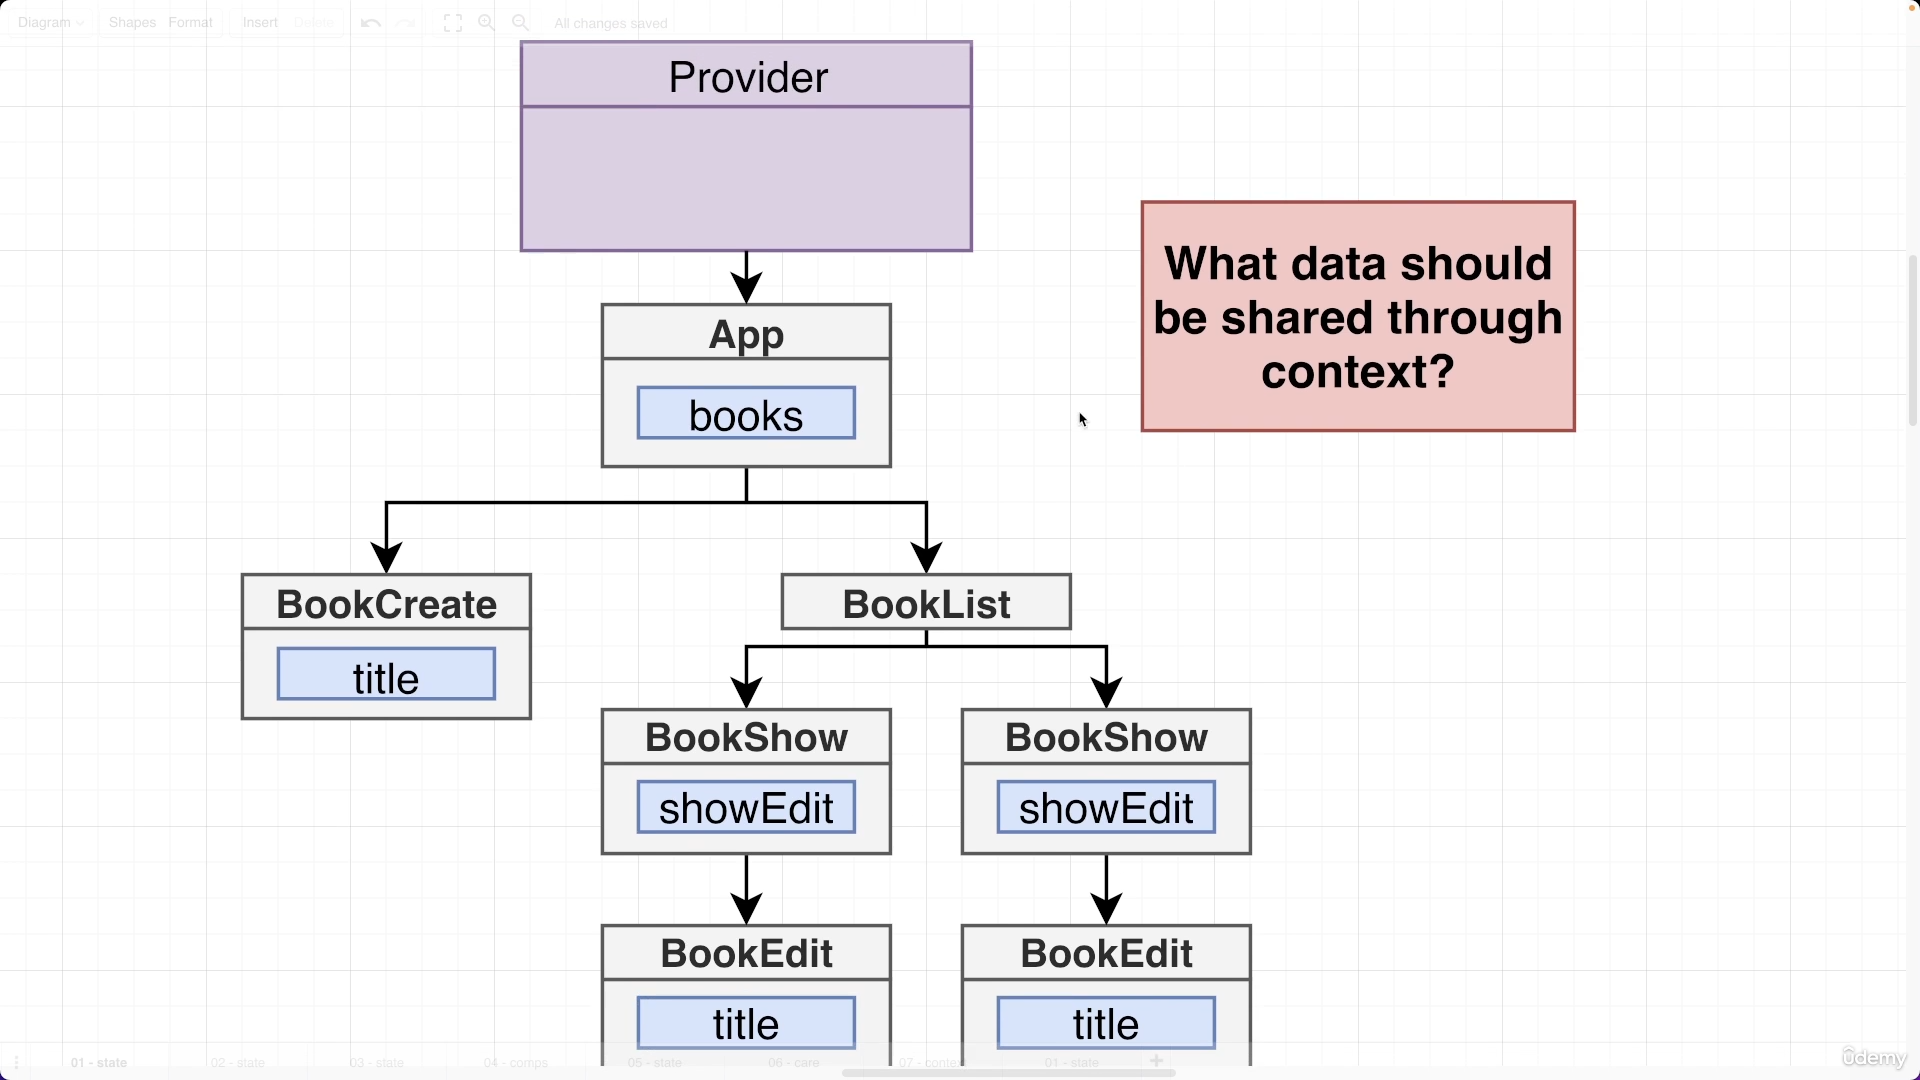 Diagram
Shapes
Format
Insert
Delete
All changes saved
Provider
What data should
be shared through
context?
App
books
BookCreate
title
BookList
BookShow
showEdit
BookShow
showEdit
BookEdit
title
BookEdit
title
01 - state
02 - state
03 - state
04 - comps
05 - state
06 - care
07 - context
01 - state
ûdemy